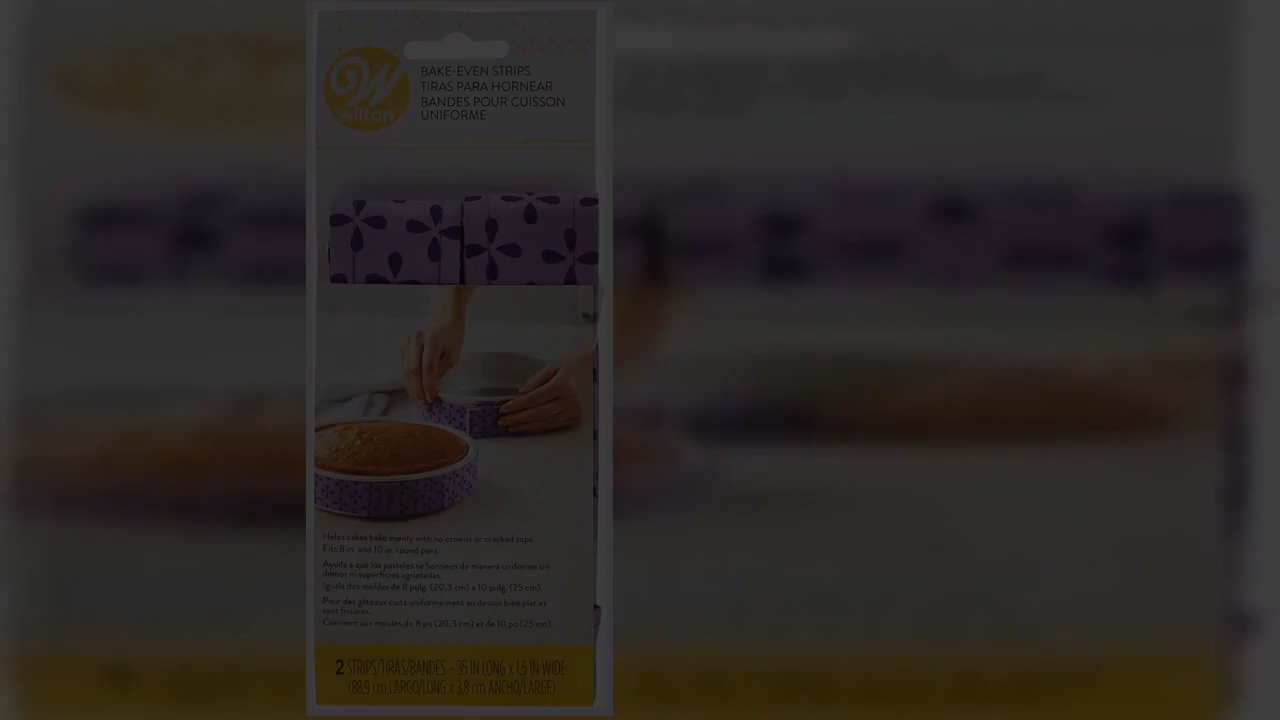 wilton
BAKE-EVEN STRIPS
TIRAS PARA HORNEAR
BANDES POUR CUISSON
UNIFORME
Helps cakes bake evenly with no crowns or cracked tops.
Fits 8 in. and 10 in. round pans.
Ayuda a que los pasteles se horneen de manera uniforme sin
domos ni superficies agrietadas.
Iguala dos moldes de 8 pulg. (20,3 cm) a 10 pulg. (25 cm).
Pour des gâteaux cuits uniformément au dessus bien plat et
sans fissures.
Convient aux moules de 8 po (20,3 cm) et de 10 po (25 cm).
2 STRIPS/TIRAS/BANDES – 35 IN LONG x 1,5 IN WIDE
(88,9 cm LARGO/LONG x 3,8 cm ANCHO/LARGE)